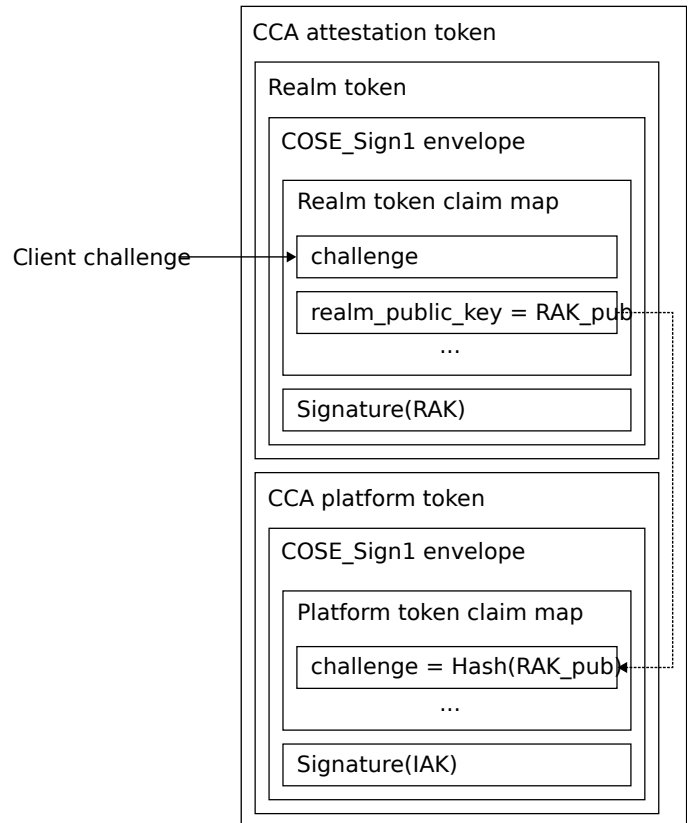 CCA attestation token
Realm token
COSE_Sign1 envelope
Realm token claim map
Client challenge
challenge
realm_public_key = RAK_pub
...
Signature(RAK)
CCA platform token
COSE_Sign1 envelope
Platform token claim map
challenge = Hash(RAK_pub)
...
Signature(IAK)